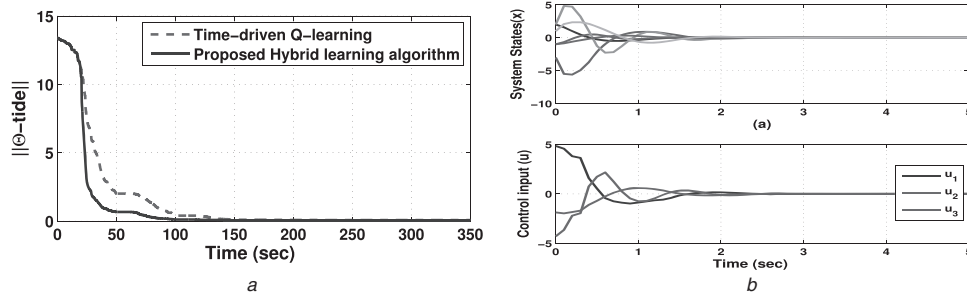 15
10
5
0
||Θ-tide||
Time-driven Q-learning
Proposed Hybrid learning algorithm
0 50 100 150 200 250 300 350
Time (sec)
a
5
0
-5
-10
System States(x)
0 1 2 3 4 5
(a)
5
0
-5
Control input (u)
u1
u2
u3
0 1 2 3 4 5
Time (sec)
b